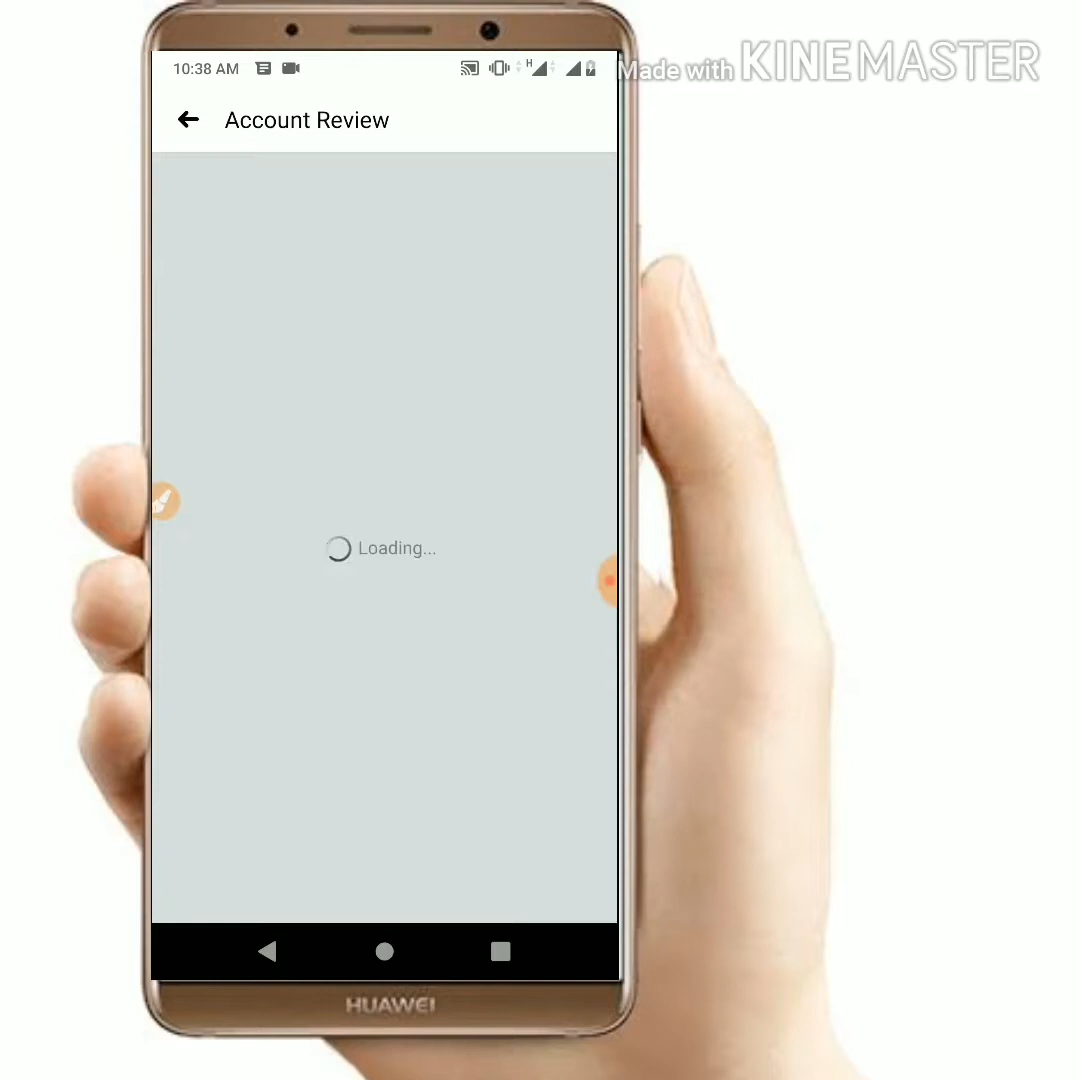 10:38 AM
H
Made with KINEMASTER
Account Review
Loading...
HUAWEI